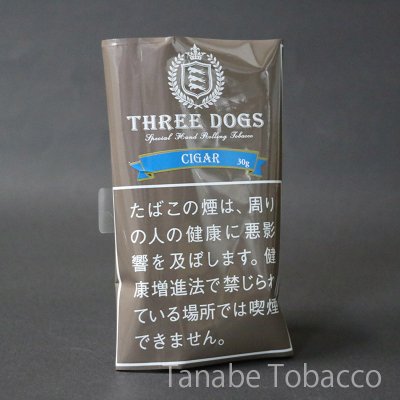 THREE DOGS
Special Hand Rolling Tobacco
CIGAR 30g
たばこの煙は、周り
の人の健康に悪影
響を及ぼします。健
康増進法で禁じられ
ている場所では喫煙
できません。
Tanabe Tobacco